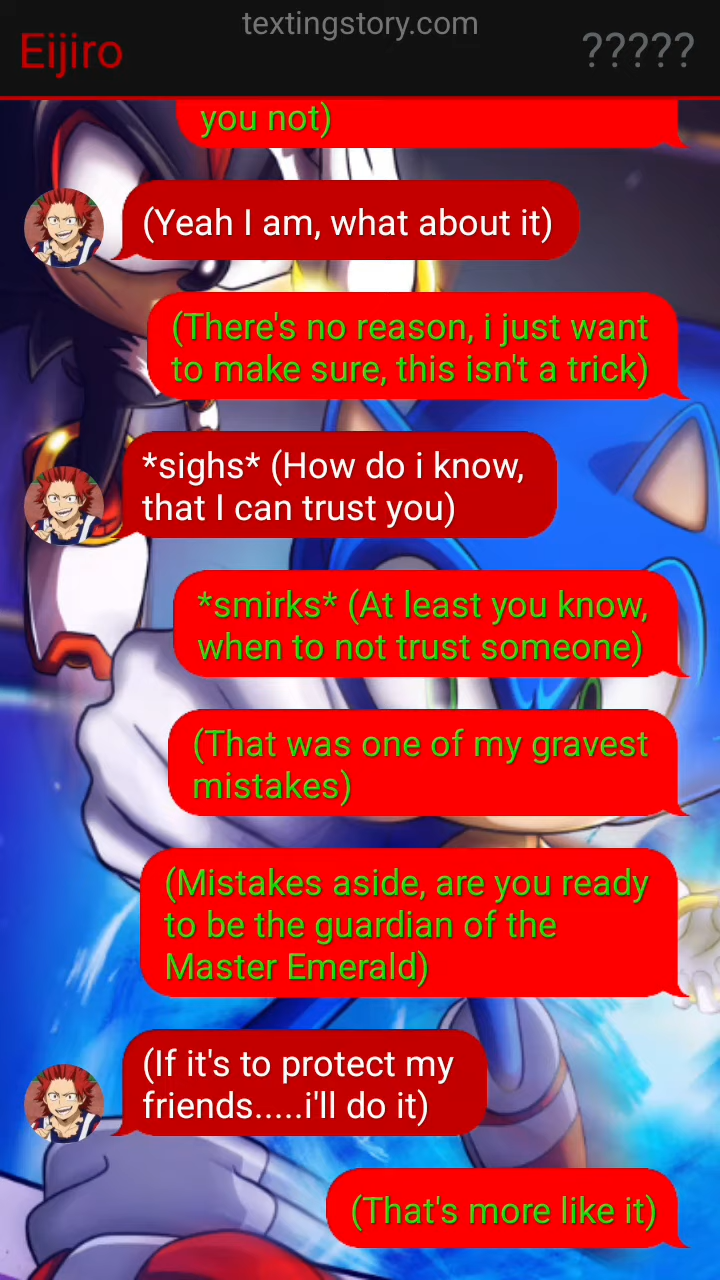 textingstory.com
Eijiro
?????
you not)
(Yeah I am, what about it)
(There's no reason, i just want
to make sure, this isn't a trick)
*sighs* (How do i know,
that I can trust you)
*smirks* (At least you know,
when to not trust someone)
(That was one of my gravest
mistakes)
(Mistakes aside, are you ready
to be the guardian of the
Master Emerald)
(If it's to protect my
friends.....i'll do it)
(That's more like it)